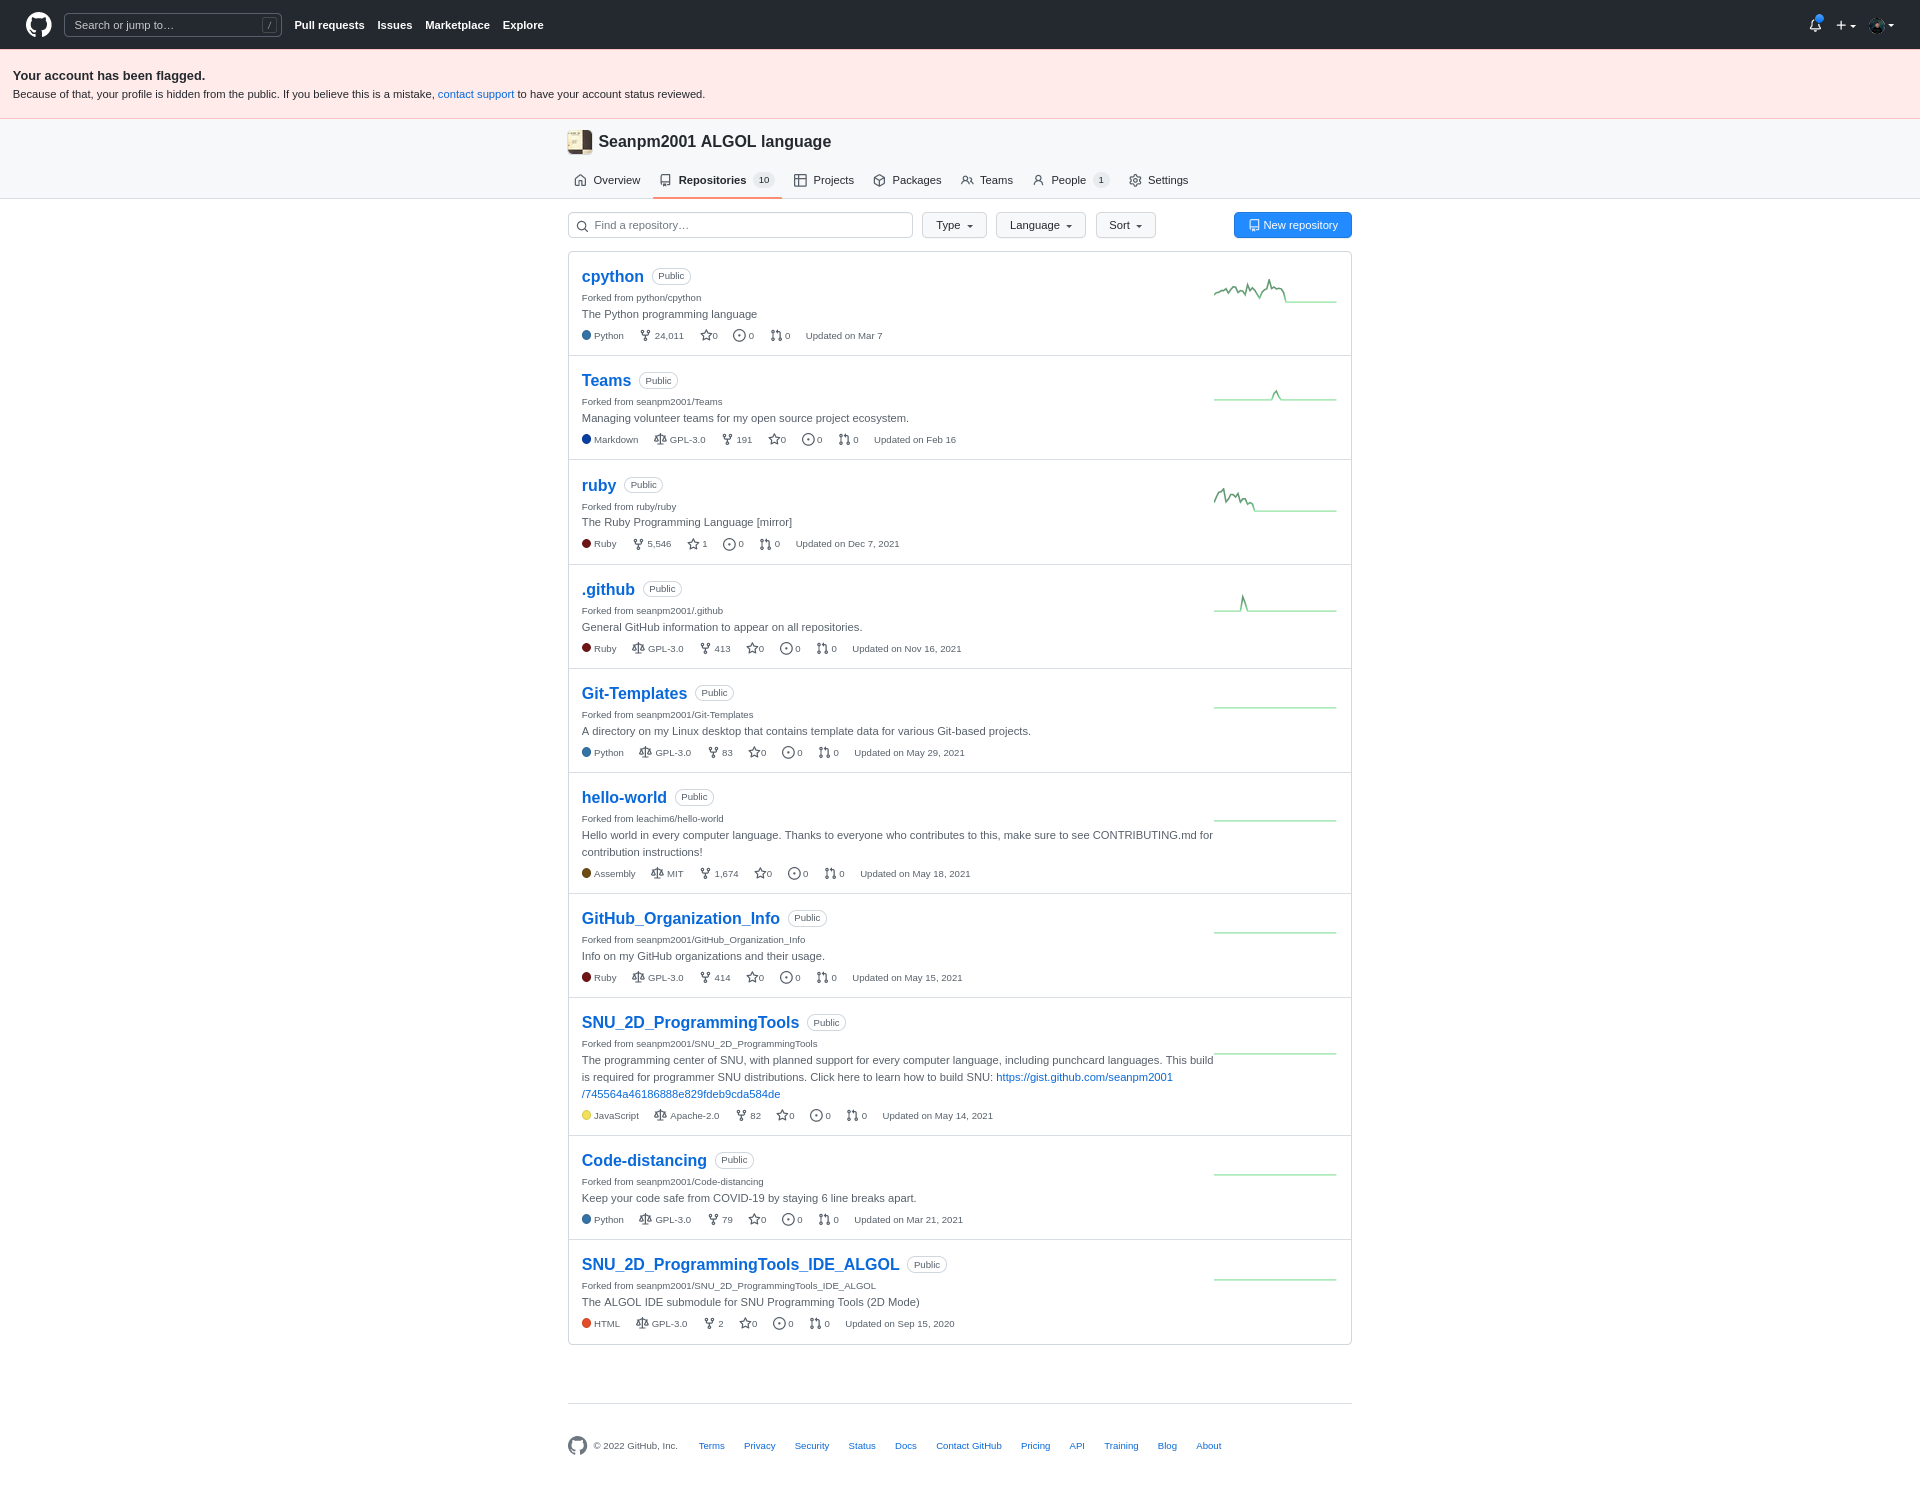 Search or jump to… /
Pull requests Issues Marketplace Explore
Your account has been flagged.
Because of that, your profile is hidden from the public. If you believe this is a mistake, contact support to have your account status reviewed.
Seanpm2001 ALGOL language
Overview Repositories 10 Projects Packages Teams People 1 Settings
Find a repository… Type Language Sort New repository
cpython Public
Forked from python/cpython
The Python programming language
Python 24,011 0 0 0 Updated on Mar 7
Teams Public
Forked from seanpm2001/Teams
Managing volunteer teams for my open source project ecosystem.
Markdown GPL-3.0 191 0 0 0 Updated on Feb 16
ruby Public
Forked from ruby/ruby
The Ruby Programming Language [mirror]
Ruby 5,546 1 0 0 Updated on Dec 7, 2021
.github Public
Forked from seanpm2001/.github
General GitHub information to appear on all repositories.
Ruby GPL-3.0 413 0 0 0 Updated on Nov 16, 2021
Git-Templates Public
Forked from seanpm2001/Git-Templates
A directory on my Linux desktop that contains template data for various Git-based projects.
Python GPL-3.0 83 0 0 0 Updated on May 29, 2021
hello-world Public
Forked from leachim6/hello-world
Hello world in every computer language. Thanks to everyone who contributes to this, make sure to see CONTRIBUTING.md for
contribution instructions!
Assembly MIT 1,674 0 0 0 Updated on May 18, 2021
GitHub_Organization_Info Public
Forked from seanpm2001/GitHub_Organization_Info
Info on my GitHub organizations and their usage.
Ruby GPL-3.0 414 0 0 0 Updated on May 15, 2021
SNU_2D_ProgrammingTools Public
Forked from seanpm2001/SNU_2D_ProgrammingTools
The programming center of SNU, with planned support for every computer language, including punchcard languages. This build
is required for programmer SNU distributions. Click here to learn how to build SNU: https://gist.github.com/seanpm2001
/745564a46186888e829fdeb9cda584de
JavaScript Apache-2.0 82 0 0 0 Updated on May 14, 2021
Code-distancing Public
Forked from seanpm2001/Code-distancing
Keep your code safe from COVID-19 by staying 6 line breaks apart.
Python GPL-3.0 79 0 0 0 Updated on Mar 21, 2021
SNU_2D_ProgrammingTools_IDE_ALGOL Public
Forked from seanpm2001/SNU_2D_ProgrammingTools_IDE_ALGOL
The ALGOL IDE submodule for SNU Programming Tools (2D Mode)
HTML GPL-3.0 2 0 0 0 Updated on Sep 15, 2020
© 2022 GitHub, Inc. Terms Privacy Security Status Docs Contact GitHub Pricing API Training Blog About